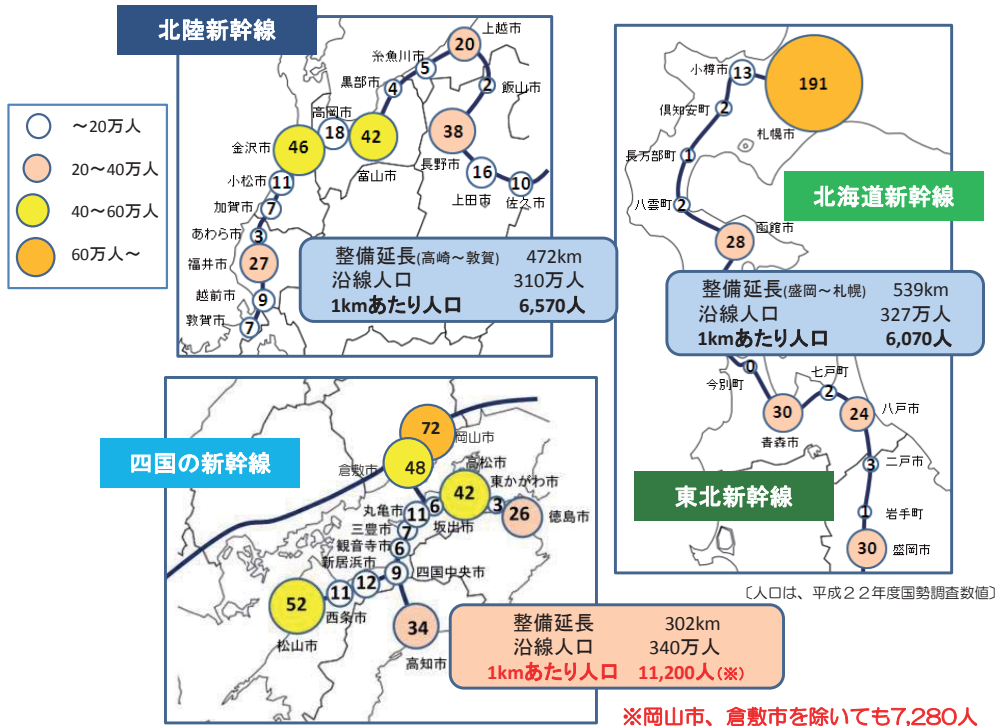 北陸新幹線
～20万人
20～40万人
40～60万人
60万人～
上越市
20
糸魚川市
5
黒部市
4
2
飯山市
高岡市
18
42
富山市
38
長野市
金沢市
46
16
上田市
10
佐久市
小松市
11
加賀市
7
あわら市
3
福井市
27
越前市
9
敦賀市
7
整備延長(高崎～敦賀) 472km
沿線人口 310万人
1kmあたり人口 6,570人
小樽市
13
191
札幌市
倶知安町
2
長万部町
1
八雲町
2
北海道新幹線
函館市
28
整備延長(盛岡～札幌) 539km
沿線人口 327万人
1kmあたり人口 6,070人
今別町
0
七戸町
2
30
青森市
24
八戸市
3
二戸市
東北新幹線
1
岩手町
30
盛岡市
〔人口は、平成２２年度国勢調査数値〕
四国の新幹線
72
岡山市
倉敷市
48
高松市
42
東かがわ市
3
26
徳島市
丸亀市
11
6
坂出市
三豊市
7
観音寺市
6
新居浜市
12
9
四国中央市
11
西条市
52
松山市
34
高知市
整備延長 302km
沿線人口 340万人
1kmあたり人口 11,200人(※)
※岡山市、倉敷市を除いても7,280人